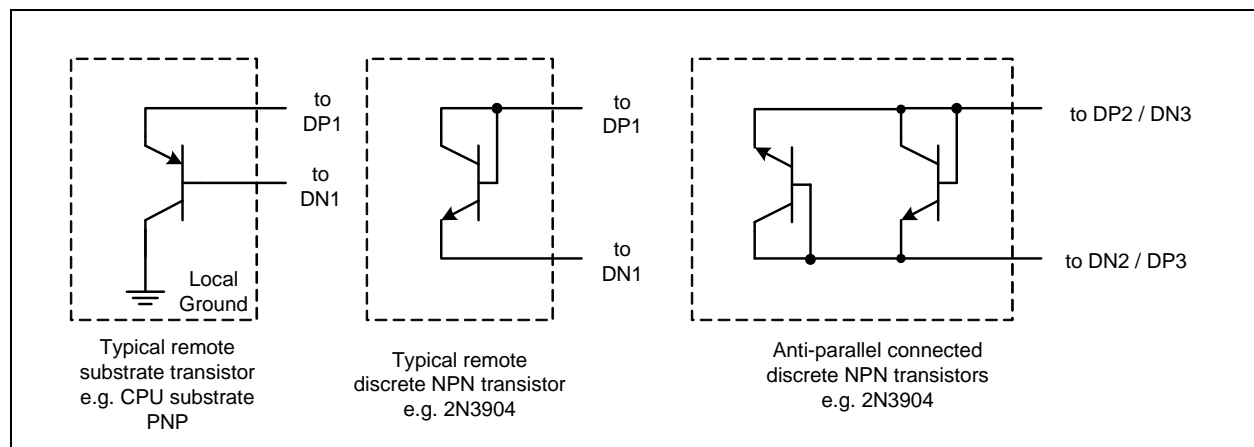 to
DP1
to
DN1
Local
Ground
Typical remote
substrate transistor
e.g. CPU substrate
PNP
to
DP1
to
DN1
Typical remote
discrete NPN transistor
e.g. 2N3904
to DP2 / DN3
to DN2 / DP3
Anti-parallel connected
discrete NPN transistors
e.g. 2N3904